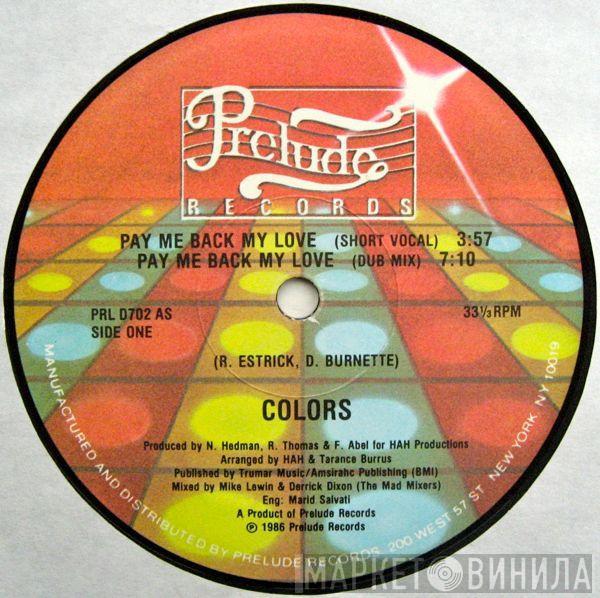 Prelude
RECORDS
PAY ME BACK MY LOVE (SHORT VOCAL) 3:57
PAY ME BACK MY LOVE (DUB MIX) 7:10
PRL D702 AS
SIDE ONE
33⅓ RPM
(R. ESTRICK, D. BURNETTE)
COLORS
Produced by N. Hedman, R. Thomas & F. Abel for HAH Productions
Arranged by HAH & Tarance Burrus
Published by Trumar Music/Amsirahc Publishing (BMI)
Mixed by Mike Lewin & Derrick Dixon (The Mad Mixers)
Eng: Marid Salvati
A Product of Prelude Records
℗ 1986 Prelude Records
MANUFACTURED AND DISTRIBUTED BY PRELUDE RECORDS, 200 WEST 57 ST. NEW YORK, NY 10019
МАРКЕТ ВИНИЛА